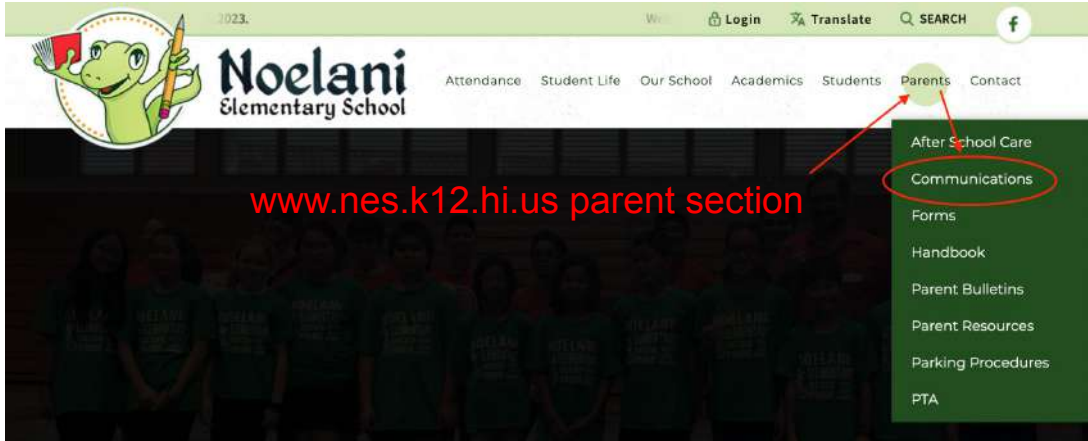 2023.
Login
Translate
SEARCH
f
Noelani
Elementary School
Attendance Student Life Our School Academics Students Parents Contact
After School Care
Communications
Forms
Handbook
Parent Bulletins
Parent Resources
Parking Procedures
PTA
www.nes.k12.hi.us parent section